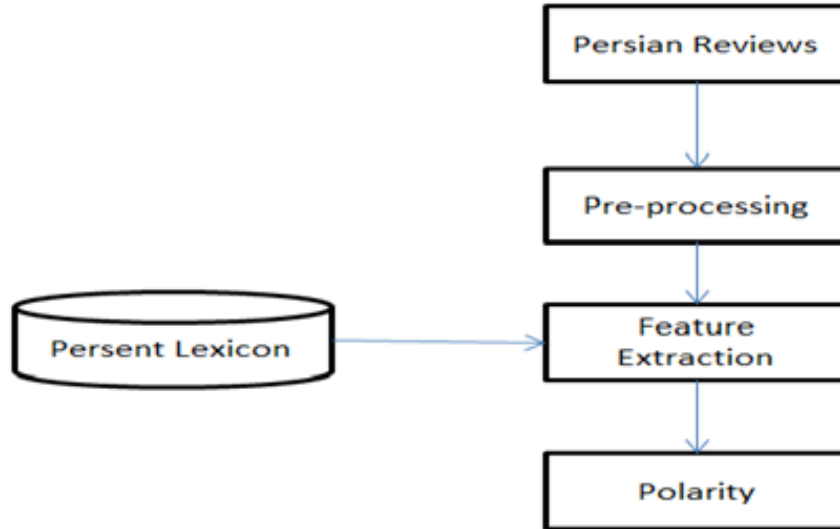 Persian Reviews
Pre-processing
Persent Lexicon
Feature
Extraction
Polarity